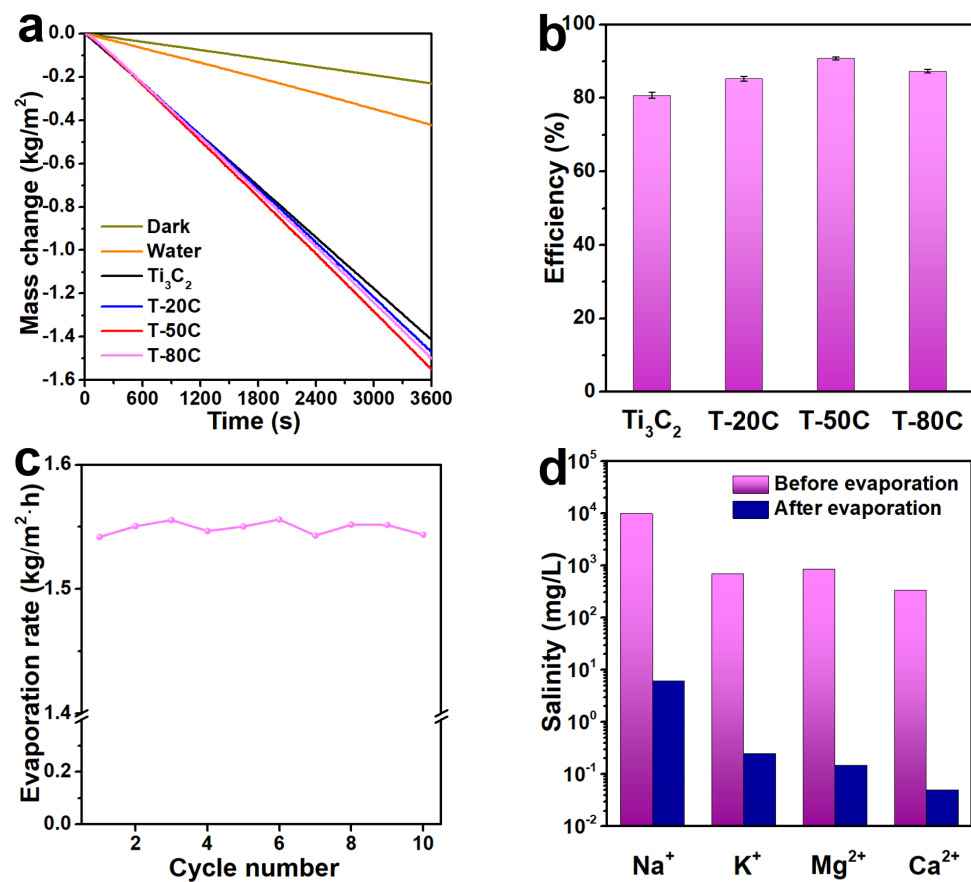 a
Mass change (kg/m²)
0.0
-0.2
-0.4
-0.6
-0.8
-1.0
-1.2
-1.4
-1.6
Dark
Water
Ti₃C₂
T-20C
T-50C
T-80C
0 600 1200 1800 2400 3000 3600
Time (s)
b
Efficiency (%)
100
80
60
40
20
0
Ti₃C₂ T-20C T-50C T-80C
c
Evaporation rate (kg/m²·h)
1.6
1.5
1.4
0.2
0.0
2 4 6 8 10
Cycle number
d
Salinity (mg/L)
10⁵
10⁴
10³
10²
10¹
10⁰
10⁻¹
10⁻²
Before evaporation
After evaporation
Na⁺ K⁺ Mg²⁺ Ca²⁺